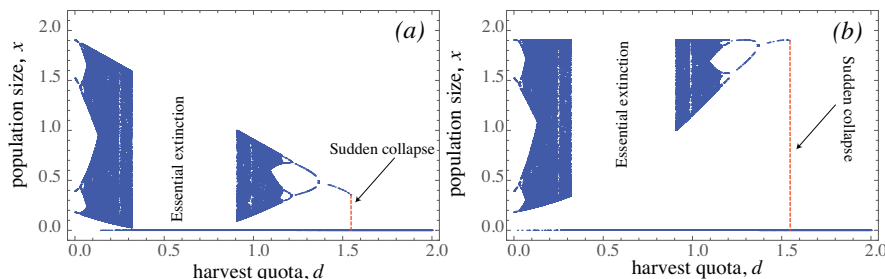 (a)
population size, x
2.0
1.5
1.0
0.5
0.0
Essential extinction
Sudden collapse
0.0 0.5 1.0 1.5 2.0
harvest quota, d
(b)
population size, x
2.0
1.5
1.0
0.5
0.0
Essential extinction
Sudden collapse
0.0 0.5 1.0 1.5 2.0
harvest quota, d